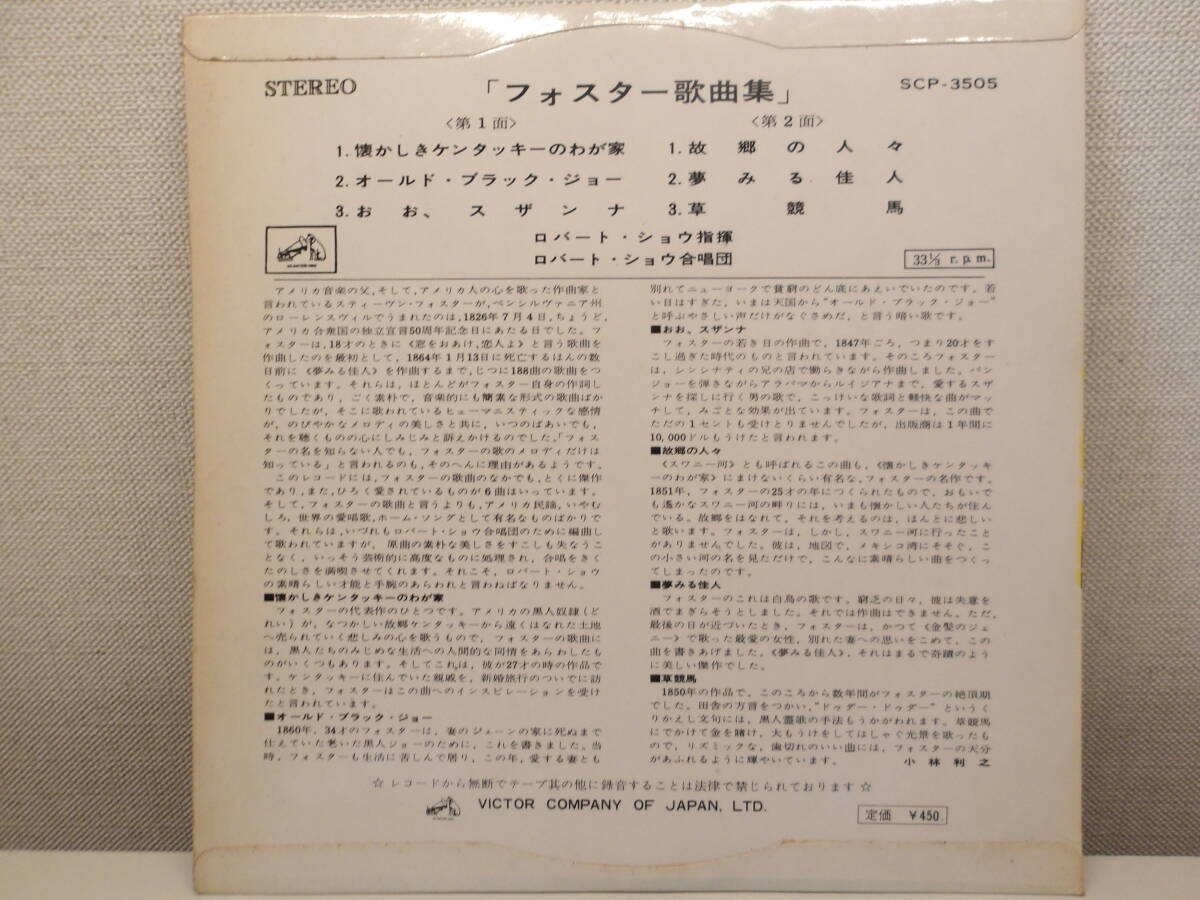 STEREO
「フォスター歌曲集」
SCP-3505
〈第1面〉
1. 懐かしきケンタッキーのわが家
2. オールド・ブラック・ジョー
3. おお、スザンナ
〈第2面〉
1. 故郷の人々
2. 夢みる佳人
3. 草競馬
ロバート・ショウ指揮
ロバート・ショウ合唱団
33⅓ r.p.m.
アメリカ音楽の父,そして,アメリカ人の心を歌った作曲家と
言われているスティーヴン・フォスターが,ペンシルヴァニア州
のローレンスヴィルでうまれたのは,1826年7月4日,ちょうど,
アメリカ合衆国の独立宣言50周年記念日にあたる日でした。フ
ォスターは,18才のときに《窓をおあけ,恋人よ》と言う歌曲を
作曲したのを最初として,1864年1月13日に死亡するほんの数
日前に《夢みる佳人》を作曲するまで,じつに188曲の歌曲をつ
くっています。それらは,ほとんどがフォスター自身の作詞し
たものであり,ごく素朴で,音楽的にも簡素な形式の歌曲ばか
りでしたが,そこに歌われているヒューマニスティックな感情
が,のびやかなメロディの美しさと共に,いつのばあいでも,
それを聴くものの心にしみじみと訴えかけるのでした。「フォス
ターの名を知らない人でも,フォスターの歌のメロディだけは
知っている」と言われるのも,そのへんに理由があるようです。
このレコードには,フォスターの歌曲のなかでも,とくに傑作
であり,また,ひろく愛されているものが6曲はいっています。
そして,フォスターの歌曲と言うよりも,アメリカ民謡,いやむ
しろ,世界の愛唱歌,ホーム・ソングとして有名なものばかりで
す。それらは,いづれもロバート・ショウ合唱団のために編曲し
て歌われていますが, 原曲の素朴な美しさをすこしも失なうこ
となく,いっそう芸術的に高度なものに処理され,合唱をきく
たのしさを満喫させてくれます。それこそ,ロバート・ショウ
の素晴らしい才能と手腕のあらわれと言わねばなりません。
■懐かしきケンタッキーのわが家
フォスターの代表作のひとつです。アメリカの黒人奴隷(ど
れい)が,なつかしい故郷ケンタッキーから遠くはなれた土地
へ売られていく悲しみの心を歌うもので, フォスターの歌曲に
は,黒人たちのみじめな生活への人間的な同情をあらわしたも
のがいくつもあります。そしてこれは,彼が27才の時の作品で
す。ケンタッキーに住んでいた親戚を,新婚旅行のついでに訪
れたとき,フォスターはこの曲へのインスピレーションを受け
たと言われています。
■オールド・ブラック・ジョー
1860年,34才のフォスターは,妻のジェーンの家に死ぬまで
仕えていた老いた黒人ジョーのために,これを書きました。当
時,フォスターも生活に苦しんで居り,この年,愛する妻とも
別れてニューヨークで貧窮のどん底にあえいでいたのです。若
い日はすぎた,いまは天国から"オールド・ブラック・ジョー"
と呼ぶやさしい声だけがなぐさめだ,と言う暗い歌です。
■おお、スザンナ
フォスターの若き日の作曲で,1847年ごろ,つまり20才をす
こし過ぎた時代のものと言われています。そのころフォスター
は,シンシナティの兄の店で働らきながら作曲しました。バン
ジョーを弾きながらアラバマからルイジアナまで,愛するスザ
ンナを探しに行く男の歌で,こっけいな歌詞と軽快な曲がマッ
チして,みごとな効果が出ています。フォスターは,この曲で
ただの1セントも受けとりませんでしたが,出版商は1年間に
10,000ドルもうけたと言われます。
■故郷の人々
《スワニー河》とも呼ばれるこの曲も,《懐かしきケンタッキ
ーのわが家》にまけないくらい有名な,フォスターの名作です。
1851年,フォスターの25才の年につくられたもので,おもいで
も遙かなスワニー河の畔りには,いまも懐かしい人たちが住ん
でいる。故郷をはなれて,それを考えるのは,ほんとに悲しい
と歌います。フォスターは,しかし,スワニー河に行ったこと
がありませんでした。彼は,地図で,メキシコ湾にそそぐ,こ
の小さい河の名を見ただけで,こんなに素晴らしい曲をつくっ
てしまったのです。
■夢みる佳人
フォスターのこれは白鳥の歌です。窮乏の日々,彼は失意を
酒でまぎらそうとしました。それでは作曲はできません。ただ,
最後の日が近づいたとき,フォスターは,かつて《金髪のジェ
ニー》で歌った最愛の女性,別れた妻への思いをこめて,この
曲を書きあげました。《夢みる佳人》,それはまるで奇蹟のよう
に美しい傑作でした。
■草競馬
1850年の作品で,このころから数年間がフォスターの絶頂期
でした。田舎の方言をつかい,"ドゥダー・ドゥダー"というく
りかえし文句には,黒人霊歌の手法もうかがわれます。草競馬
にでかけて金を賭け,大もうけをしてはしゃぐ光景を歌ったも
ので,リズミックな,歯切れのいい曲には,フォスターの天分
があふれるように輝やいています。 小林利之
☆ レコードから無断でテープ其の他に録音することは法律で禁じられております ☆
VICTOR COMPANY OF JAPAN, LTD.
定価 ¥450.